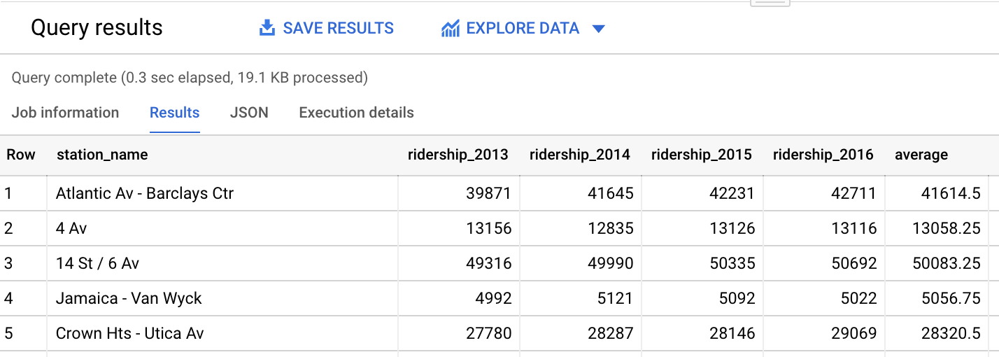 Query results SAVE RESULTS EXPLORE DATA
Query complete (0.3 sec elapsed, 19.1 KB processed)
Job information Results JSON Execution details
Row station_name ridership_2013 ridership_2014 ridership_2015 ridership_2016 average
1 Atlantic Av - Barclays Ctr 39871 41645 42231 42711 41614.5
2 4 Av 13156 12835 13126 13116 13058.25
3 14 St / 6 Av 49316 49990 50335 50692 50083.25
4 Jamaica - Van Wyck 4992 5121 5092 5022 5056.75
5 Crown Hts - Utica Av 27780 28287 28146 29069 28320.5